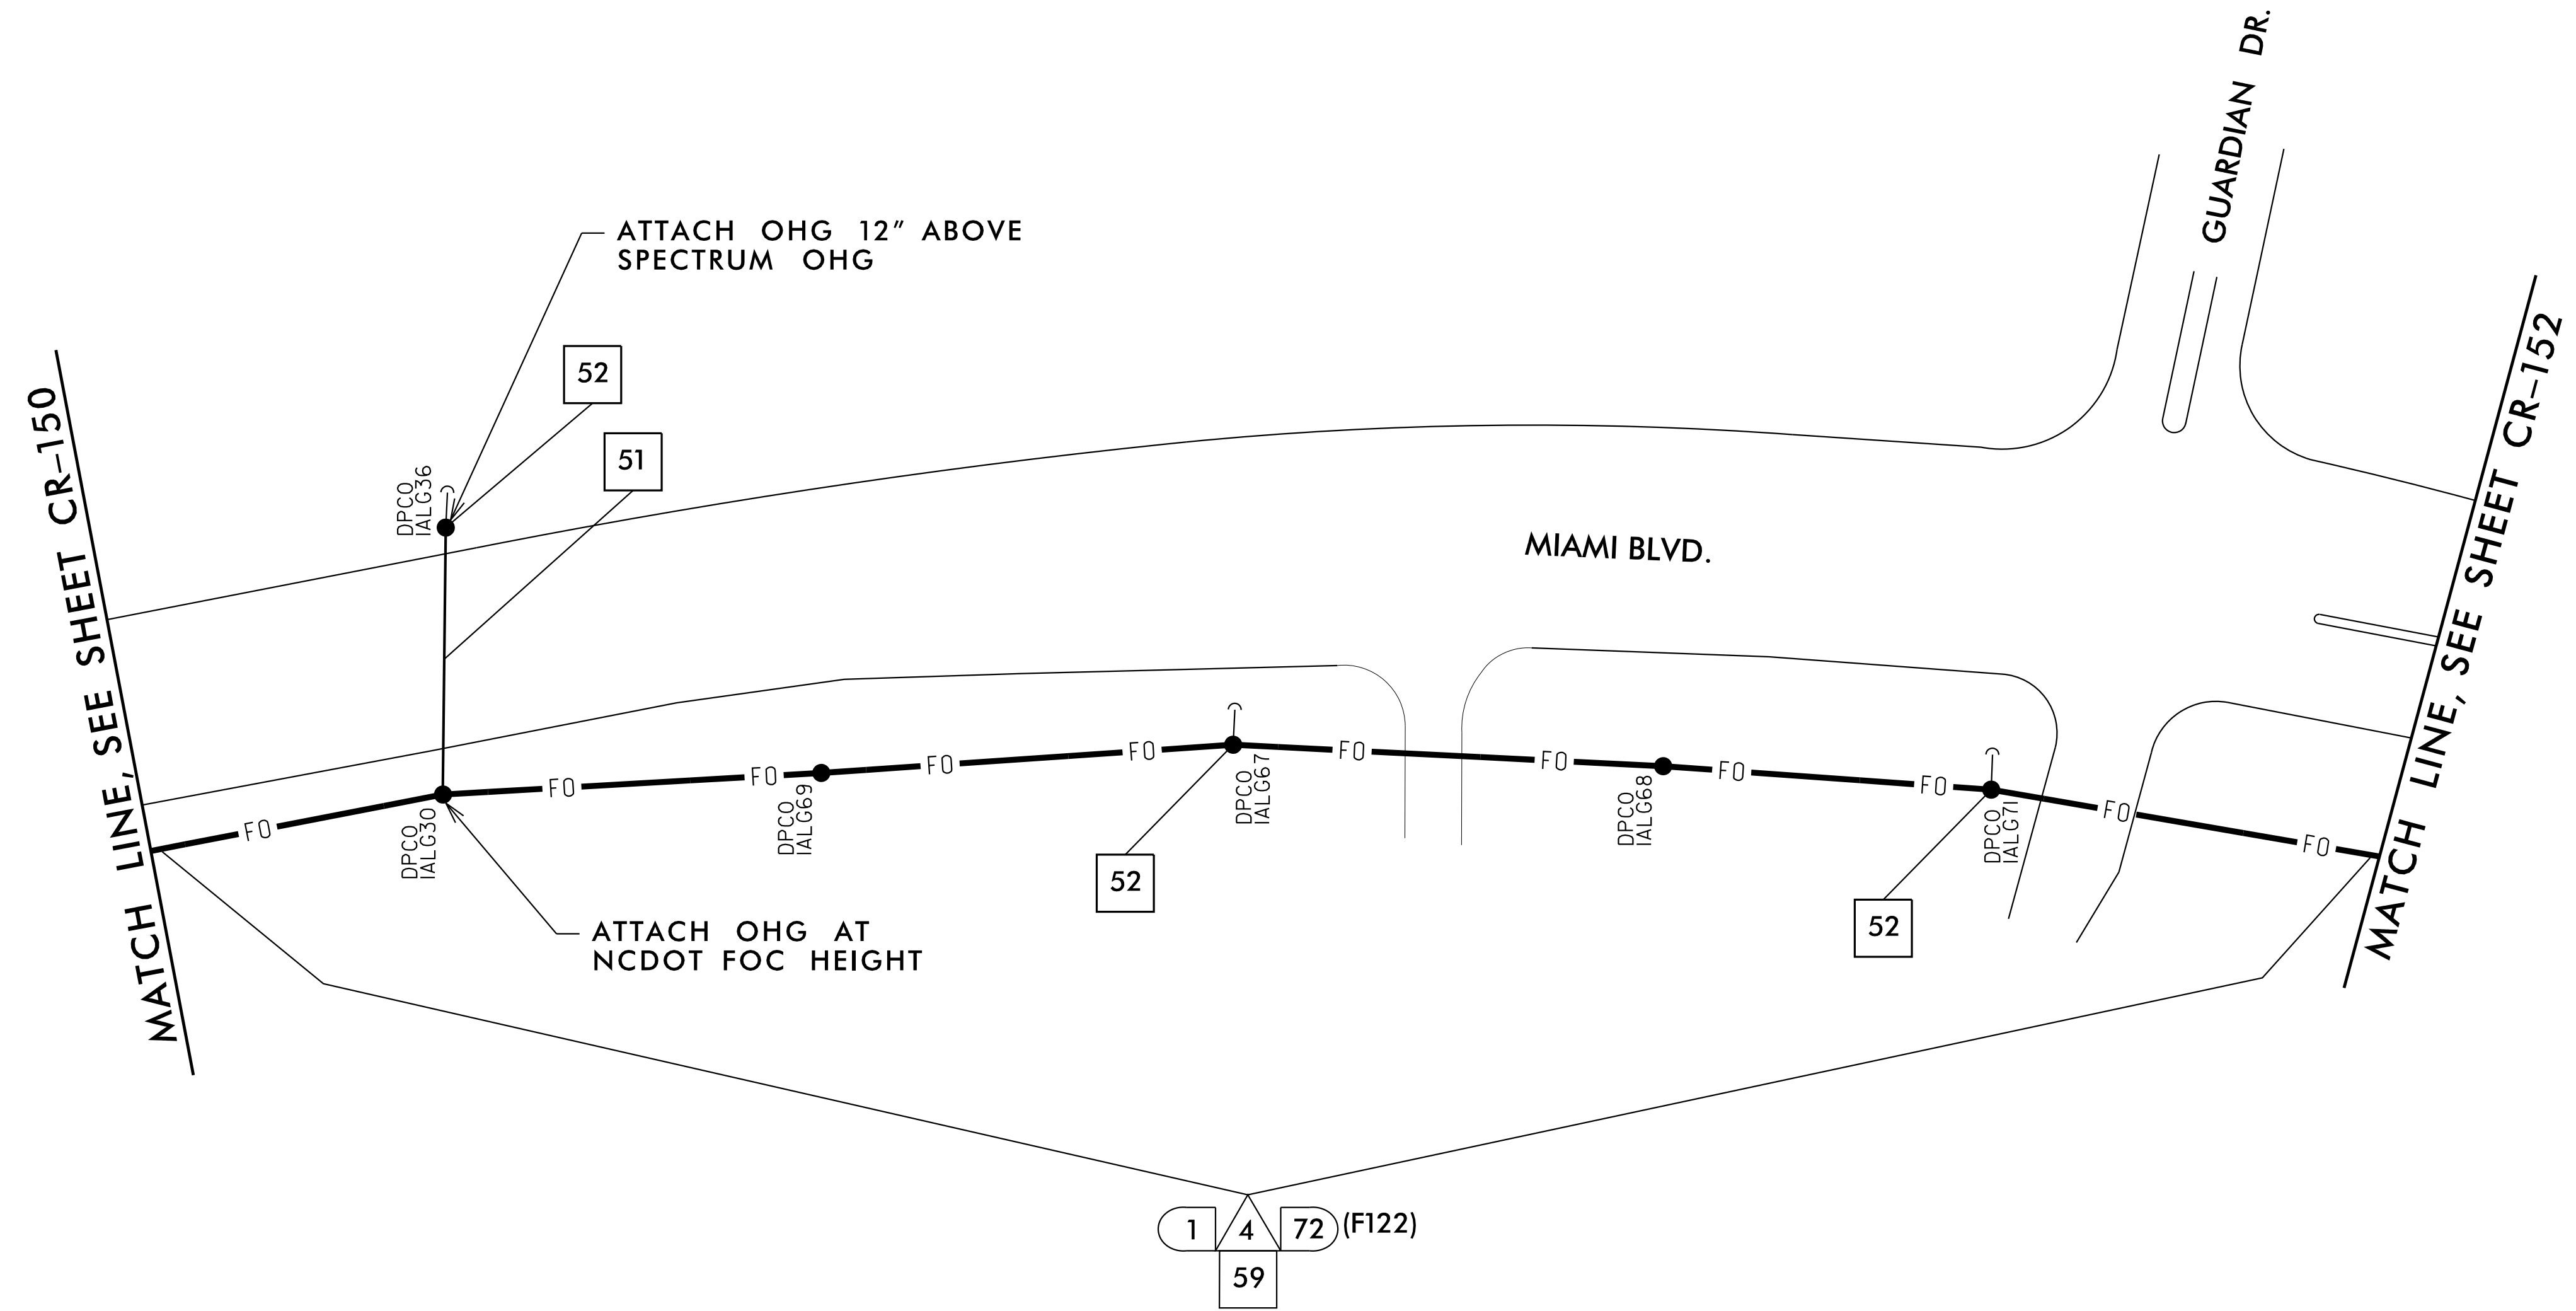 GUARDIAN DR.
ATTACH OHG 12" ABOVE
SPECTRUM OHG
52
51
MATCH LINE, SEE SHEET CR-150
DPCO
IALG36
MIAMI BLVD.
MATCH LINE, SEE SHEET CR-152
FO
FO
FO
FO
FO
FO
FO
FO
FO
FO
FO
DPCO
IALG30
DPCO
IALG69
DPCO
IALG67
DPCO
IALG68
DPCO
IALG71
52
52
ATTACH OHG AT
NCDOT FOC HEIGHT
1 4 72 (F122)
59